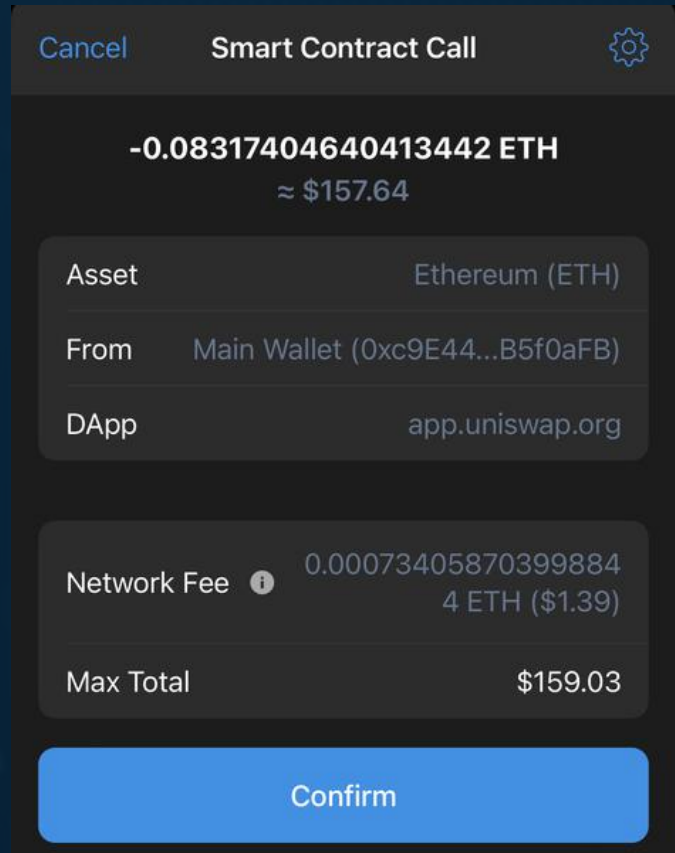 Cancel Smart Contract Call
-0.08317404640413442 ETH
≈ $157.64
Asset Ethereum (ETH)
From Main Wallet (0xc9E44...B5f0aFB)
DApp app.uniswap.org
Network Fee i 0.00073405870399884
4 ETH ($1.39)
Max Total $159.03
Confirm